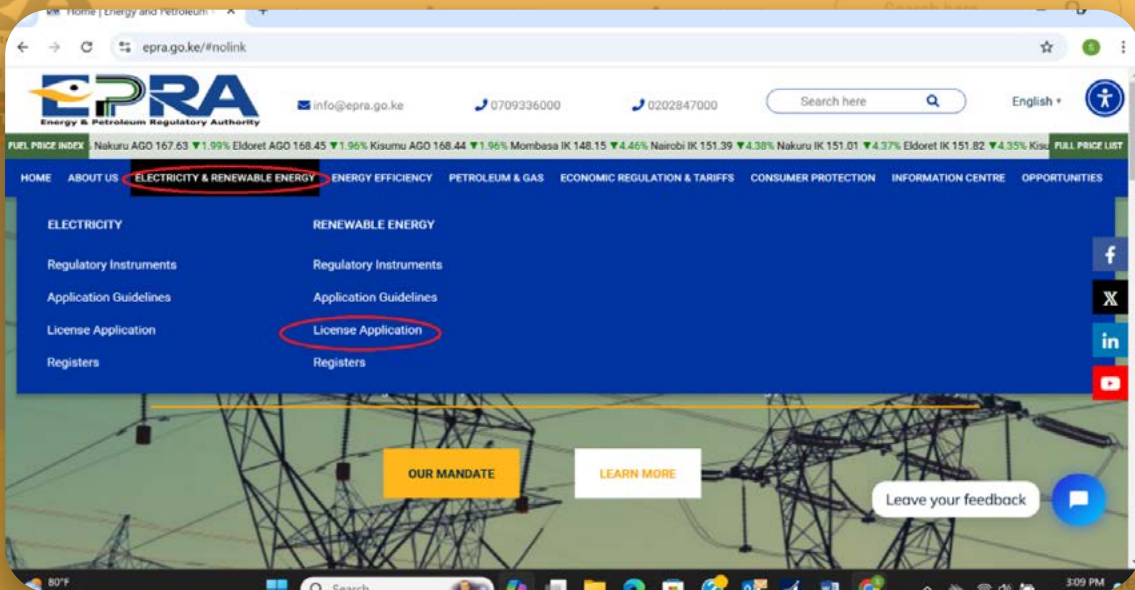 Home | Energy and Petroleum
Search here
epra.go.ke/#nolink
EPRA
Energy & Petroleum Regulatory Authority
info@epra.go.ke
0709336000
0202847000
Search here
English
FUEL PRICE INDEX Nakuru AGO 167.63 ▼1.99% Eldoret AGO 168.45 ▼1.96% Kisumu AGO 168.44 ▼1.96% Mombasa IK 148.15 ▼4.46% Nairobi IK 151.39 ▼4.38% Nakuru IK 151.01 ▼4.37% Eldoret IK 151.82 ▼4.35% Kisu FULL PRICE LIST
HOME ABOUT US ELECTRICITY & RENEWABLE ENERGY ENERGY EFFICIENCY PETROLEUM & GAS ECONOMIC REGULATION & TARIFFS CONSUMER PROTECTION INFORMATION CENTRE OPPORTUNITIES
ELECTRICITY
Regulatory Instruments
Application Guidelines
License Application
Registers
RENEWABLE ENERGY
Regulatory Instruments
Application Guidelines
License Application
Registers
OUR MANDATE
LEARN MORE
Leave your feedback
80°F
Search
3:09 PM